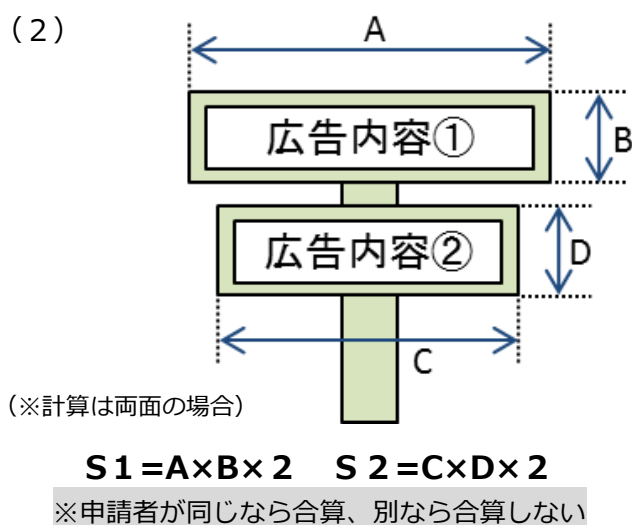 (2)
A
広告内容①
B
広告内容②
D
C
(※計算は両面の場合)
S1=A×B×2 S2=C×D×2
※申請者が同じなら合算、別なら合算しない